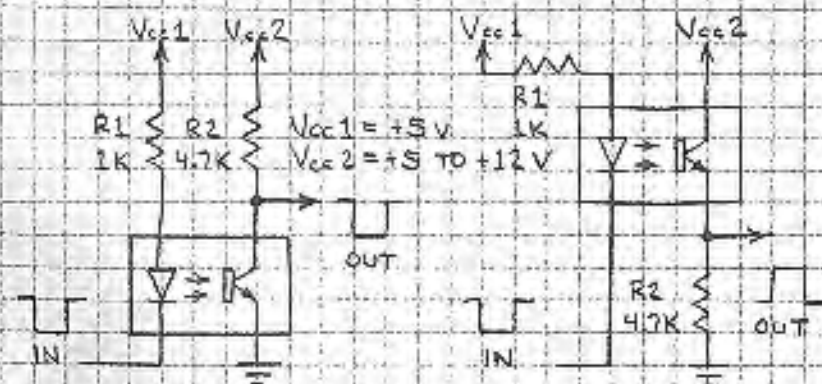 Vcc1 Vcc2
R1 1K
R2 4.7K
Vcc1 = +5 V
Vcc2 = +5 TO +12 V
OUT
IN
Vcc1
Vcc2
R1
1K
R2
4.7K
OUT
IN